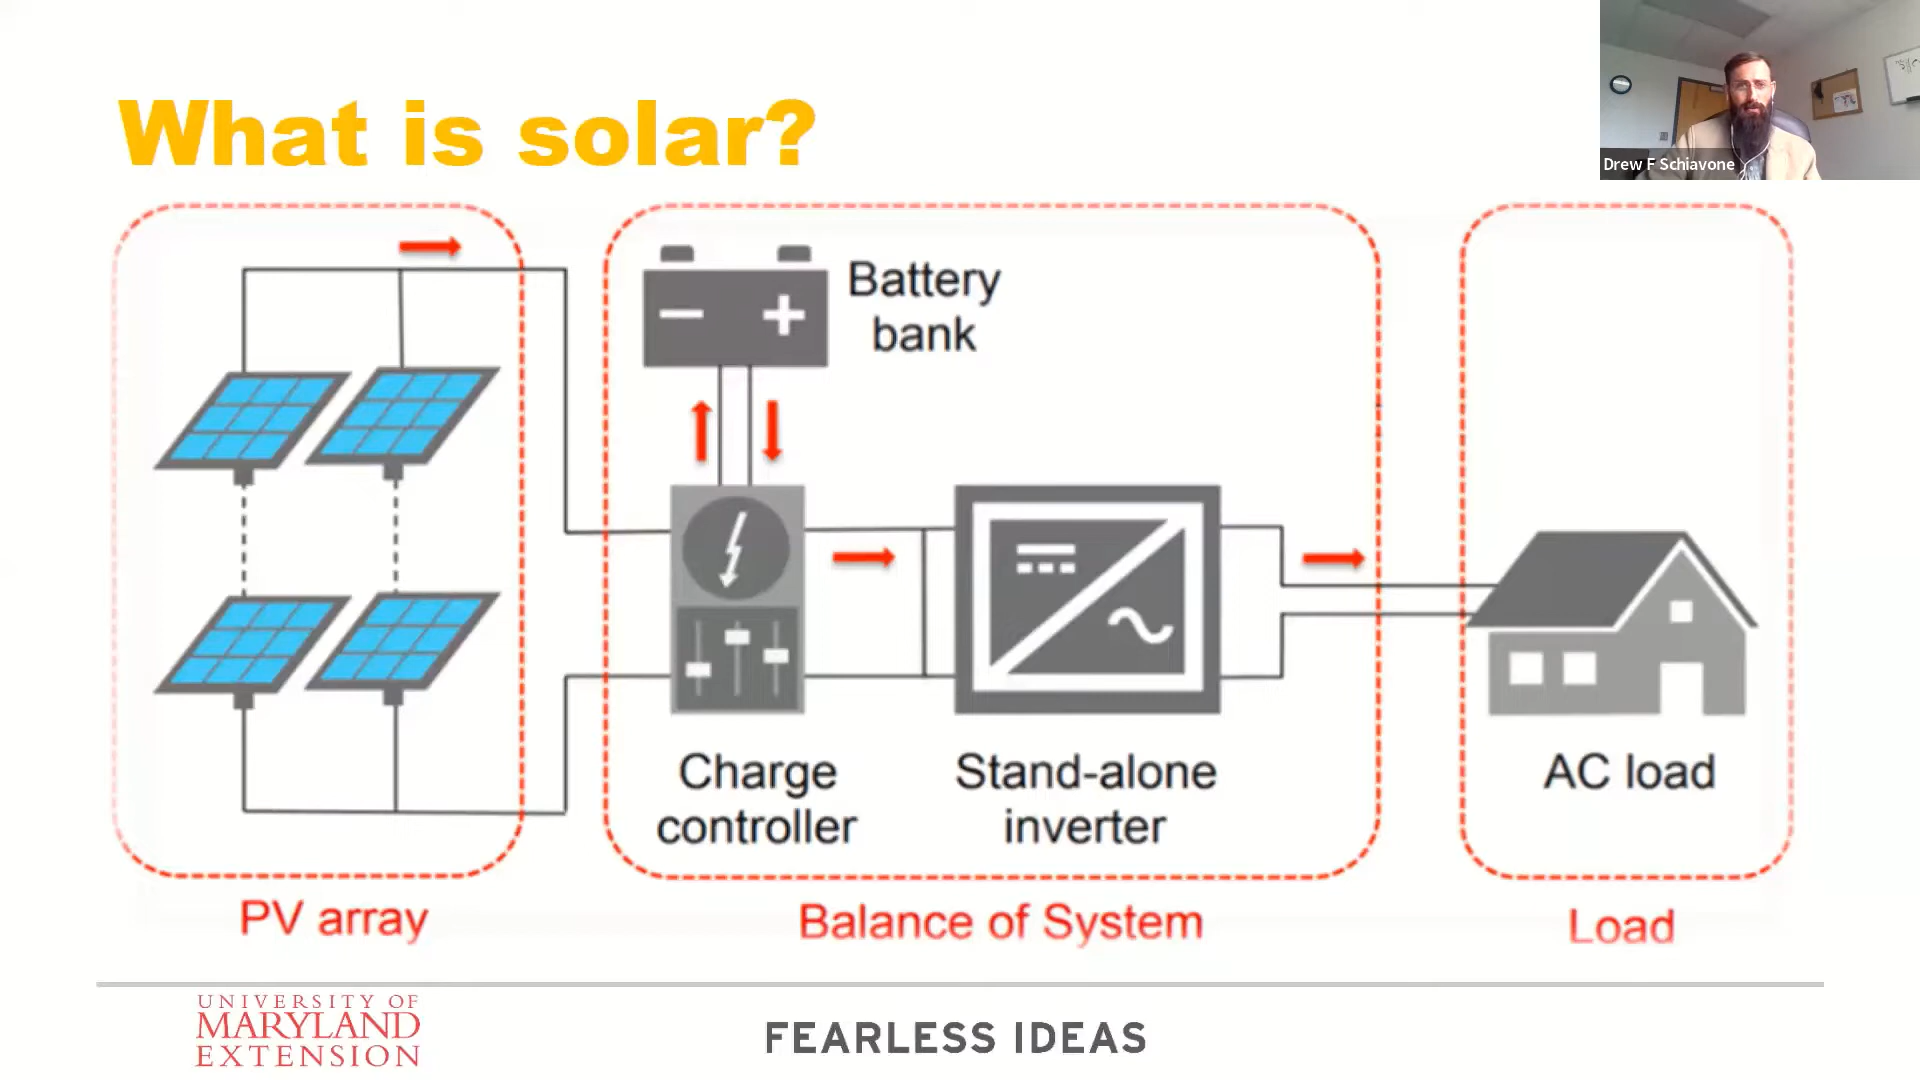 What is solar?
Drew F Schiavone
Battery
bank
Charge
controller
Stand-alone
inverter
AC load
PV array
Balance of System
Load
UNIVERSITY OF
MARYLAND
EXTENSION
FEARLESS IDEAS